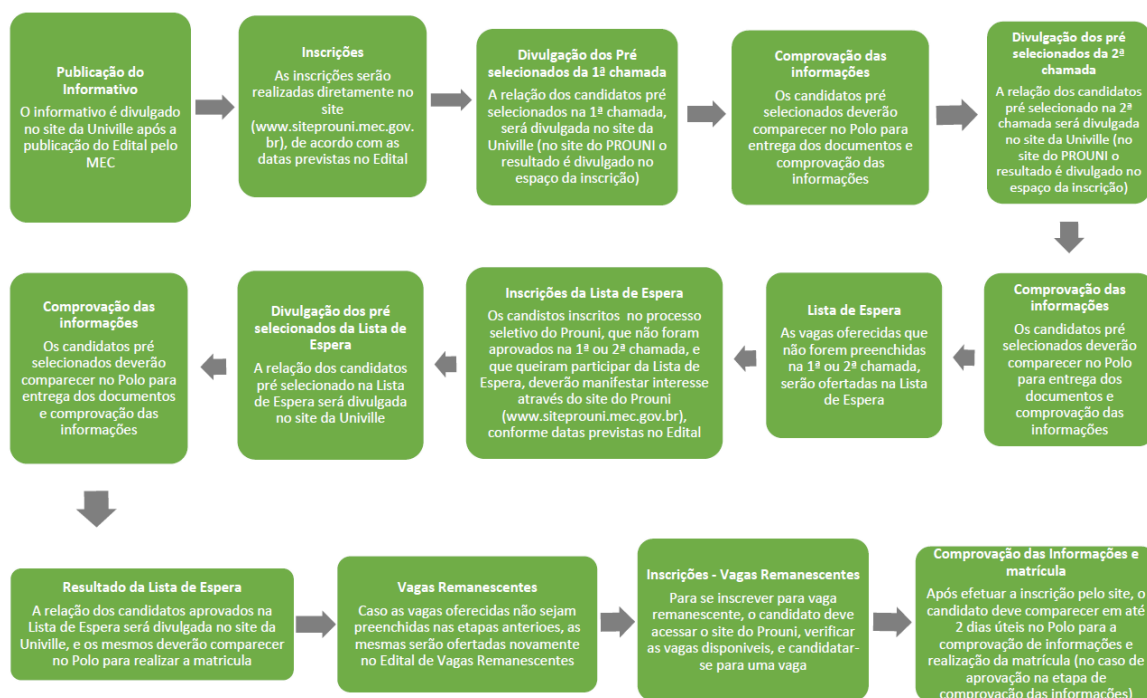 Publicação do
Informativo
O informativo é divulgado
no site da Univille após a
publicação do Edital pelo
MEC
Inscrições
As inscrições serão
realizadas diretamente no
site
(www.siteprouni.mec.gov.
br), de acordo com as
datas previstas no Edital
Divulgação dos Pré
selecionados da 1ª chamada
A relação dos candidatos pré
selecionados na 1ª chamada,
será divulgada no site da
Univille (no site do PROUNI o
resultado é divulgado no
espaço da inscrição)
Comprovação das
informações
Os candidatos pré
selecionados deverão
comparecer no Polo para
entrega dos documentos e
comprovação das
informações
Divulgação dos pré
selecionados da 2ª
chamada
A relação dos candidatos
pré selecionado na 2ª
chamada será divulgada
no site da Univille (no
site do PROUNI o
resultado é divulgado no
espaço da inscrição)
Comprovação das
informações
Os candidatos pré
selecionados deverão
comparecer no Polo
para entrega dos
documentos e
comprovação das
informações
Lista de Espera
As vagas oferecidas que
não forem preenchidas
na 1ª ou 2ª chamada,
serão ofertadas na Lista
de Espera
Inscrições da Lista de Espera
Os candistos inscritos no processo
seletivo do Prouni, que não foram
aprovados na 1ª ou 2ª chamada, e
que queiram participar da Lista de
Espera, deverão manifestar interesse
através do site do Prouni
(www.siteprouni.mec.gov.br),
conforme datas previstas no Edital
Divulgação dos pré
selecionados da Lista de
Espera
A relação dos candidatos
pré selecionado na Lista
de Espera será divulgada
no site da Univille
Comprovação das
informações
Os candidatos pré
selecionados deverão
comparecer no Polo para
entrega dos documentos
e comprovação das
informações
Resultado da Lista de Espera
A relação dos candidatos aprovados na
Lista de Espera será divulgada no site da
Univille, e os mesmos deverão comparecer
no Polo para realizar a matricula
Vagas Remanescentes
Caso as vagas oferecidas não sejam
preenchidas nas etapas anterioes, as
mesmas serão ofertadas novamente
no Edital de Vagas Remanescentes
Inscrições - Vagas Remanescentes
Para se inscrever para vaga
remanescente, o candidato deve
acessar o site do Prouni, verificar
as vagas disponiveis, e candidatar-
se para uma vaga
Comprovação das Informações e
matrícula
Após efetuar a inscrição pelo site, o
candidato deve comparecer em até
2 dias úteis no Polo para a
comprovação de informações e
realização da matrícula (no caso de
aprovação na etapa de
comprovação das informações)